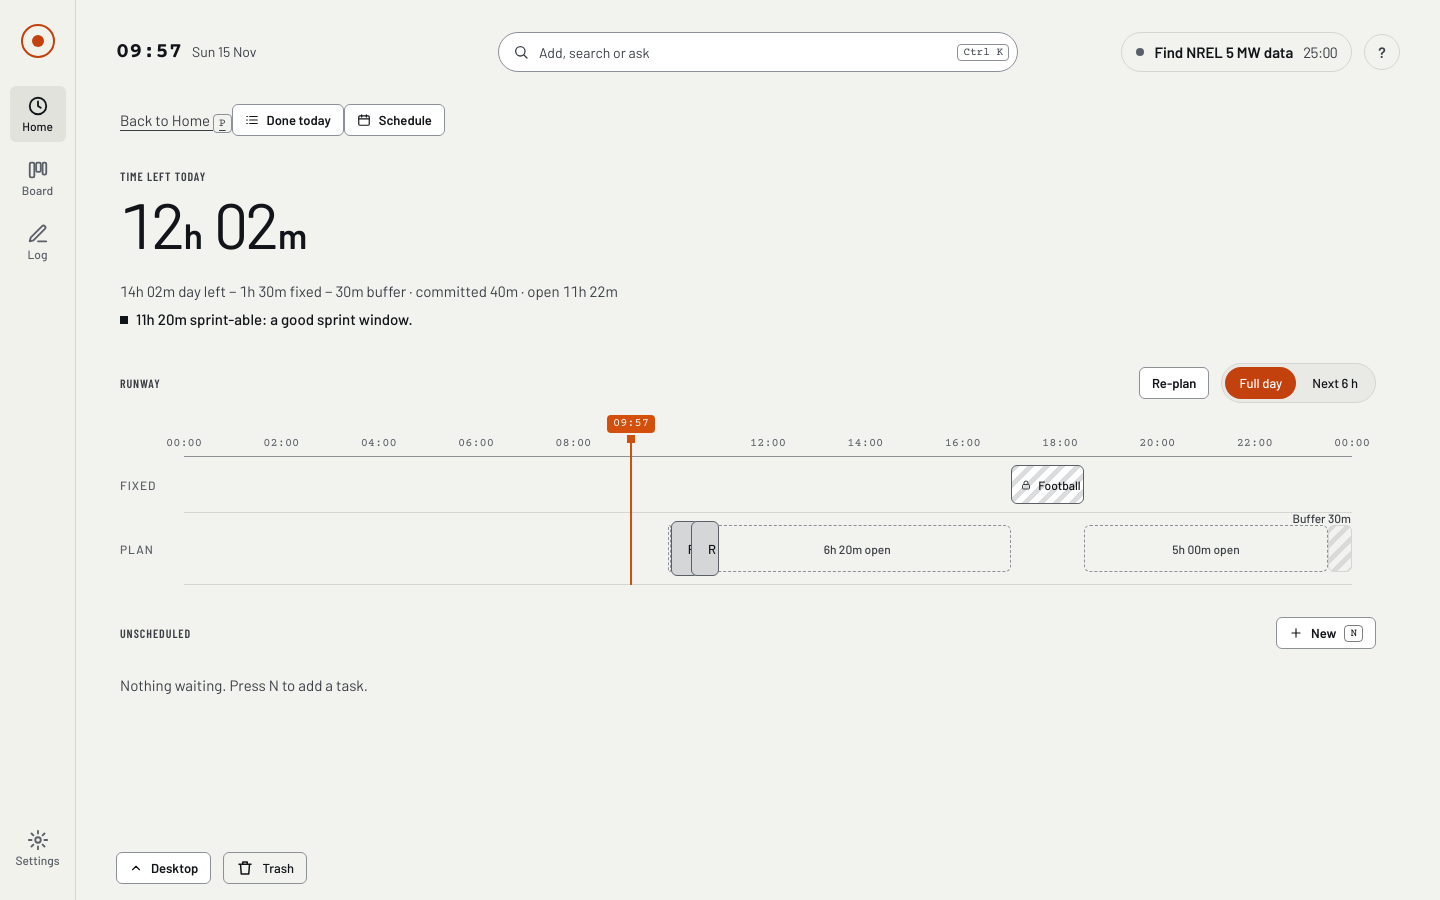 09:57 Sun 15 Nov
Add, search or ask
Ctrl K
Find NREL 5 MW data 25:00
?
Home
Board
Log
Settings
Back to Home P
Done today
Schedule
TIME LEFT TODAY
12h 02m
14h 02m day left – 1h 30m fixed – 30m buffer · committed 40m · open 11h 22m
11h 20m sprint-able: a good sprint window.
RUNWAY
Re-plan
Full day
Next 6 h
09:57
00:00 02:00 04:00 06:00 08:00 12:00 14:00 16:00 18:00 20:00 22:00 00:00
FIXED
Football
Buffer 30m
PLAN
R
6h 20m open
5h 00m open
UNSCHEDULED
New N
Nothing waiting. Press N to add a task.
Desktop
Trash